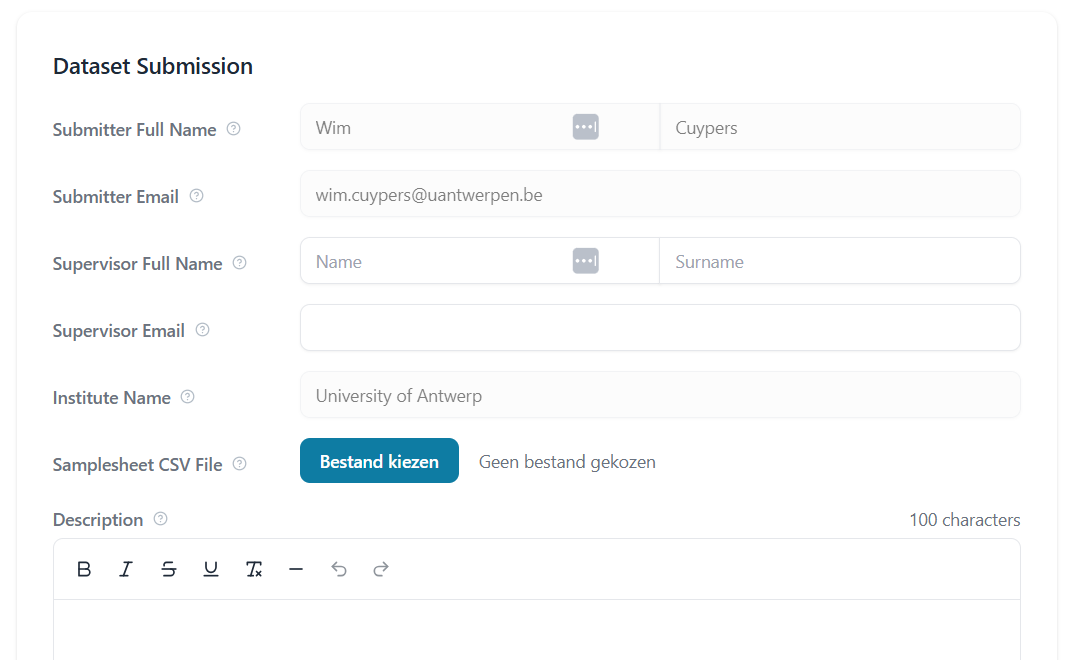 Dataset Submission
Submitter Full Name Wim Cuypers
Submitter Email wim.cuypers@uantwerpen.be
Supervisor Full Name Name Surname
Supervisor Email
Institute Name University of Antwerp
Samplesheet CSV File Bestand kiezen Geen bestand gekozen
Description 100 characters